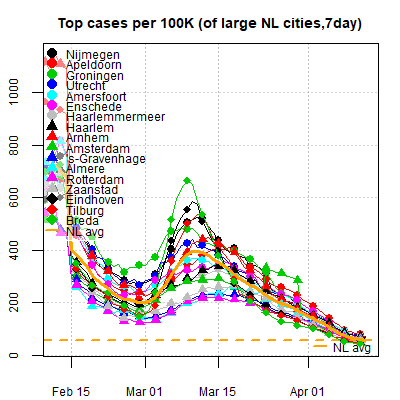 Top cases per 100K (of large NL cities,7day)
Nijmegen
Apeldoorn
Groningen
Utrecht
Amersfoort
Enschede
Haarlemmermeer
Haarlem
Arnhem
Amsterdam
's-Gravenhage
Almere
Rotterdam
Zaanstad
Eindhoven
Tilburg
Breda
NL avg
0
200
400
600
800
1000
NL avg
Feb 15
Mar 01
Mar 15
Apr 01